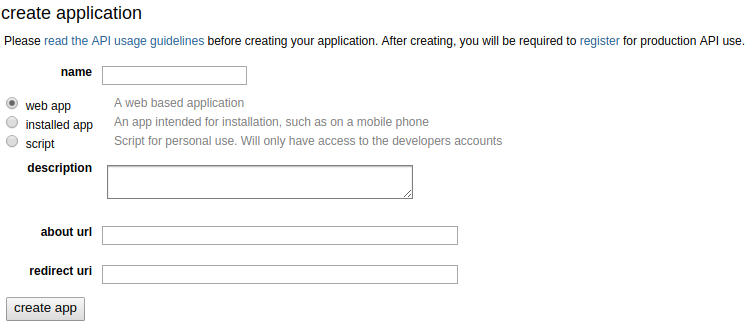 create application
Please read the API usage guidelines before creating your application. After creating, you will be required to register for production API use.
name
web app A web based application
installed app An app intended for installation, such as on a mobile phone
script Script for personal use. Will only have access to the developers accounts
description
about url
redirect uri
create app